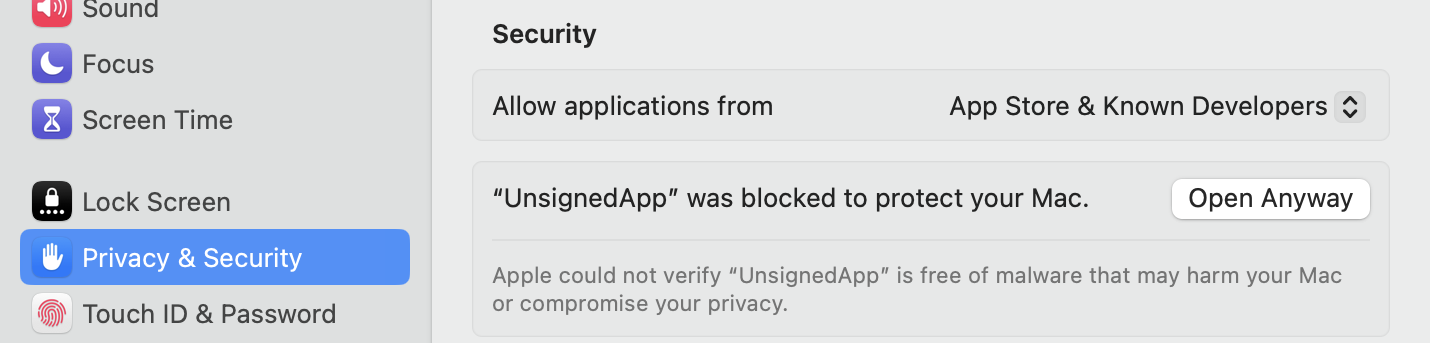 Sound
Focus
Screen Time
Lock Screen
Privacy & Security
Touch ID & Password
Security
Allow applications from
App Store & Known Developers
“UnsignedApp” was blocked to protect your Mac.
Open Anyway
Apple could not verify “UnsignedApp” is free of malware that may harm your Mac
or compromise your privacy.